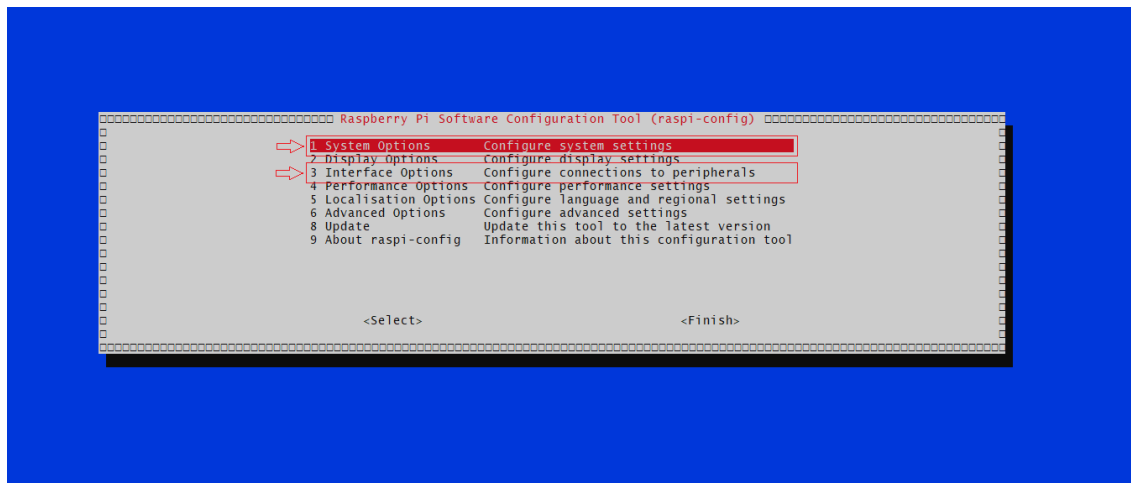 Raspberry Pi Software Configuration Tool (raspi-config)
1 System Options Configure system settings
2 Display Options Configure display settings
3 Interface Options Configure connections to peripherals
4 Performance Options Configure performance settings
5 Localisation Options Configure language and regional settings
6 Advanced Options Configure advanced settings
8 Update Update this tool to the latest version
9 About raspi-config Information about this configuration tool
<Select> <Finish>